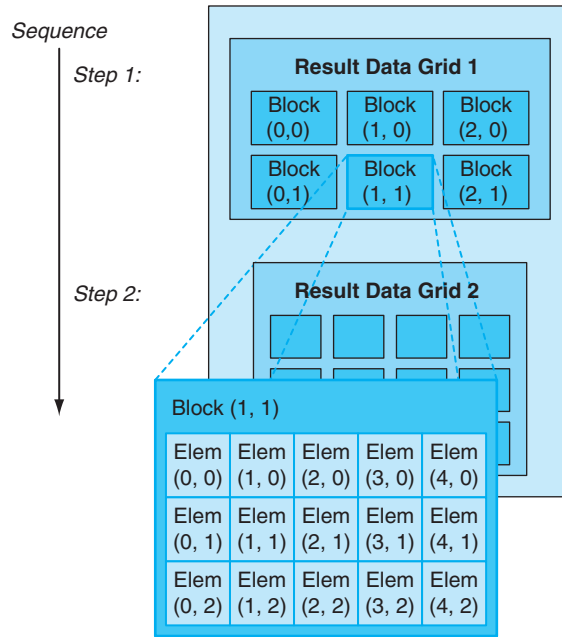 Sequence
Step 1:
Result Data Grid 1
Block Block Block
(0,0) (1, 0) (2, 0)
Block Block Block
(0,1) (1, 1) (2, 1)
Step 2:
Result Data Grid 2
Block (1, 1)
Elem Elem Elem Elem Elem
(0, 0) (1, 0) (2, 0) (3, 0) (4, 0)
Elem Elem Elem Elem Elem
(0, 1) (1, 1) (2, 1) (3, 1) (4, 1)
Elem Elem Elem Elem Elem
(0, 2) (1, 2) (2, 2) (3, 2) (4, 2)